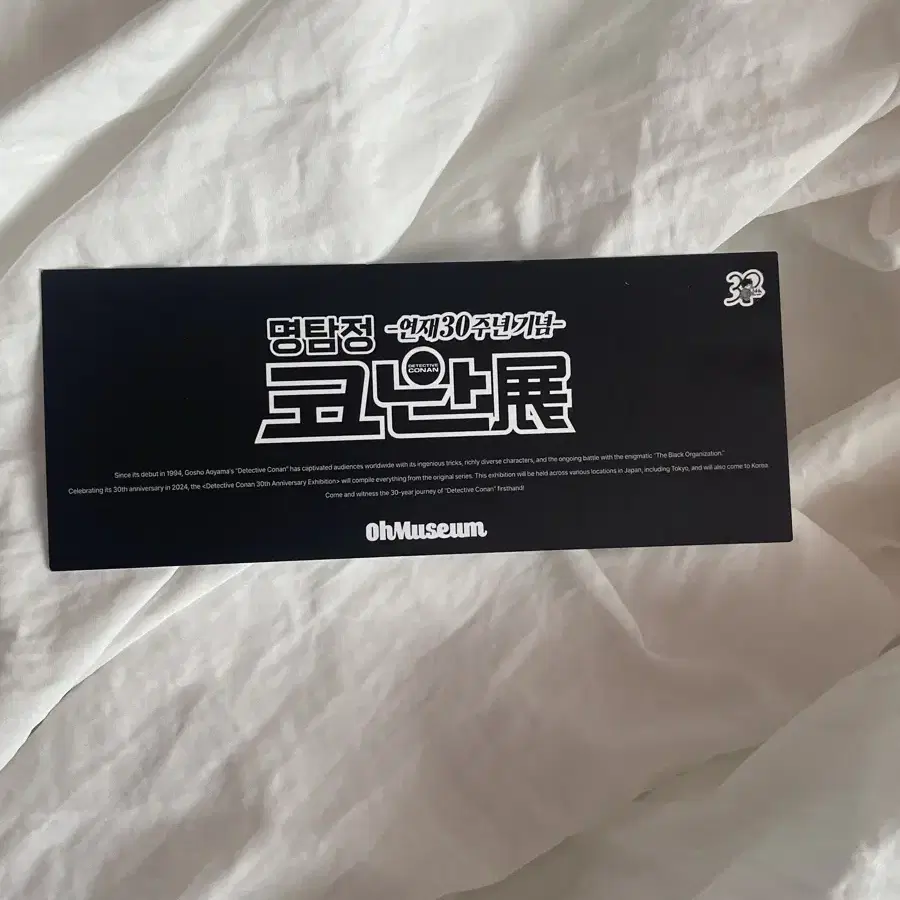 30
명탐정 -연재30주년기념-
DETECTIVE
CONAN
코난展
Since its debut in 1994, Gosho Aoyama's "Detective Conan" has captivated audiences worldwide with its ingenious tricks, richly diverse characters, and the ongoing battle with the enigmatic "The Black Organization."
Celebrating its 30th anniversary in 2024, the <Detective Conan 30th Anniversary Exhibition> will compile everything from the original series. This exhibition will be held across various locations in Japan, including Tokyo, and will also come to Korea.
Come and witness the 30-year journey of "Detective Conan" firsthand!
OhMuseum